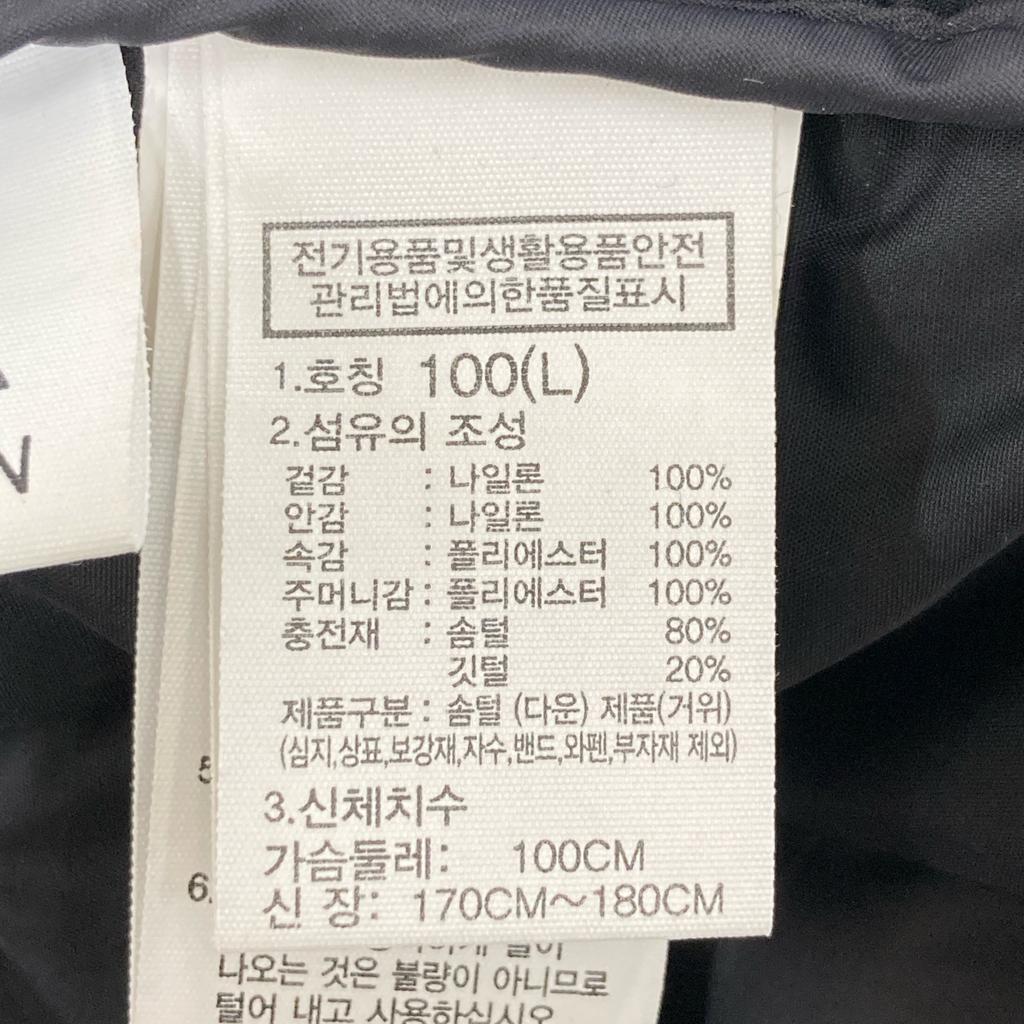 전기용품및생활용품안전
관리법에의한품질표시
1.호칭 100(L)
2.섬유의 조성
겉감 : 나일론 100%
안감 : 나일론 100%
속감 : 폴리에스터 100%
주머니감 : 폴리에스터 100%
충전재 : 솜털 80%
깃털 20%
제품구분 : 솜털 (다운) 제품(거위)
(심지,상표,보강재,자수,밴드,와펜,부자재 제외)
3.신체치수
가슴둘레: 100CM
신 장: 170CM~180CM
6.
나오는 것은 불량이 아니므로
털어 내고 사용하십시오
N